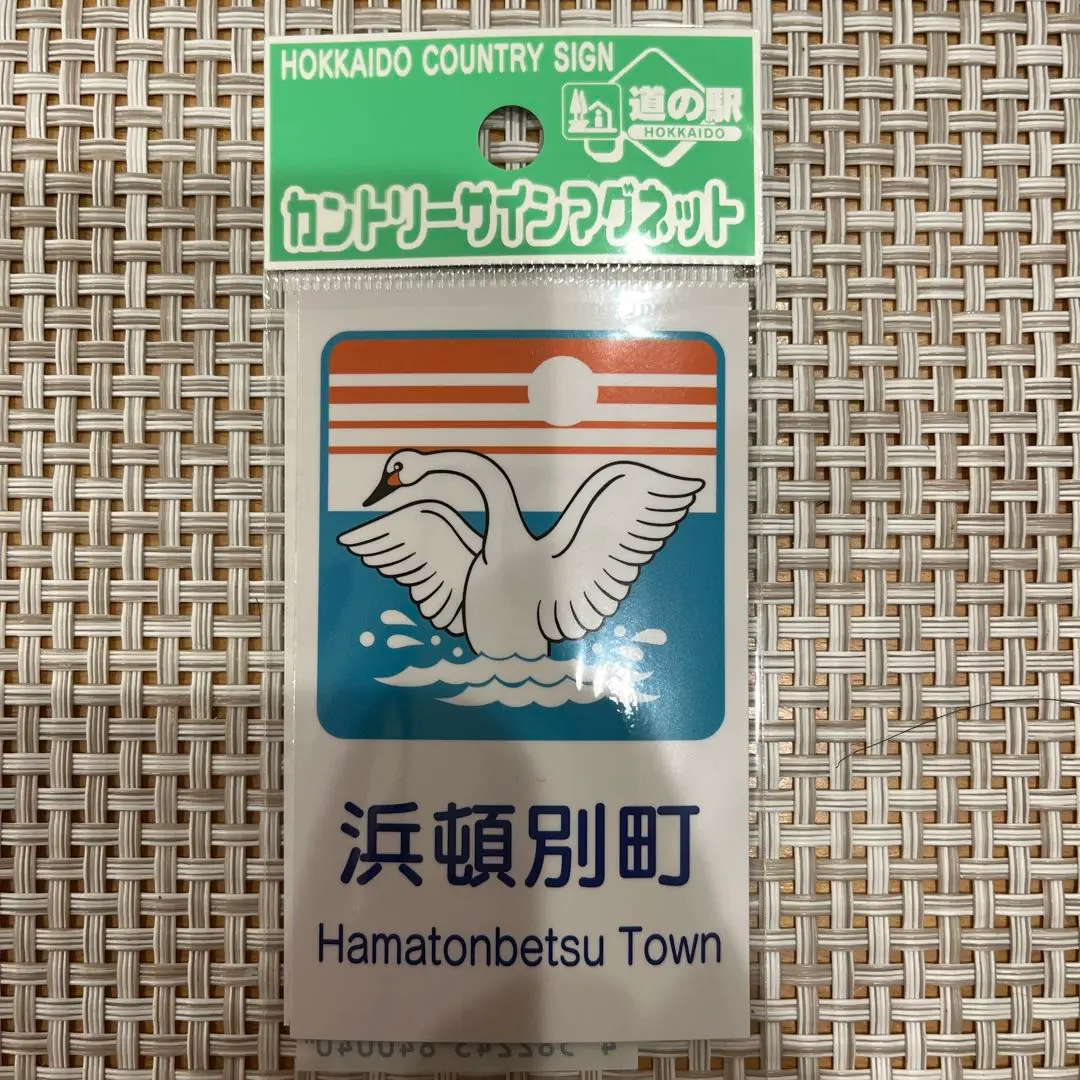 HOKKAIDO COUNTRY SIGN
道の駅
HOKKAIDO
カントリーサインマグネット
浜頓別町
Hamatonbetsu Town